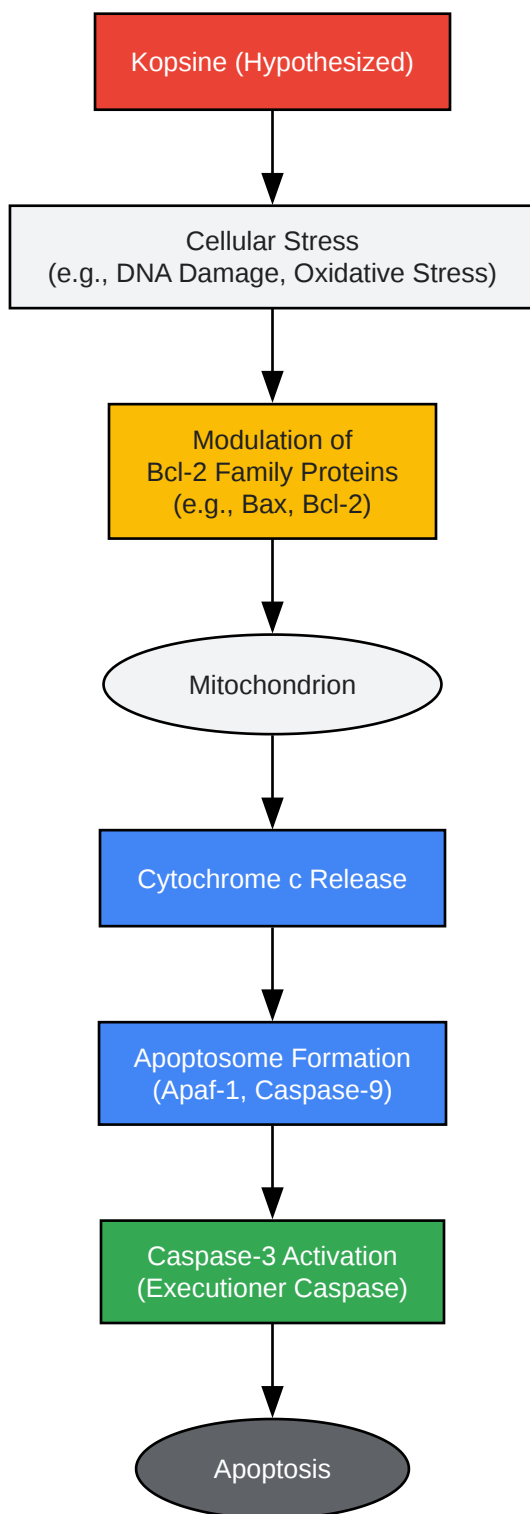 Kopsine (Hypothesized)
Cellular Stress
(e.g., DNA Damage, Oxidative Stress)
Modulation of
Bcl-2 Family Proteins
(e.g., Bax, Bcl-2)
Mitochondrion
Cytochrome c Release
Apoptosome Formation
(Apaf-1, Caspase-9)
Caspase-3 Activation
(Executioner Caspase)
Apoptosis